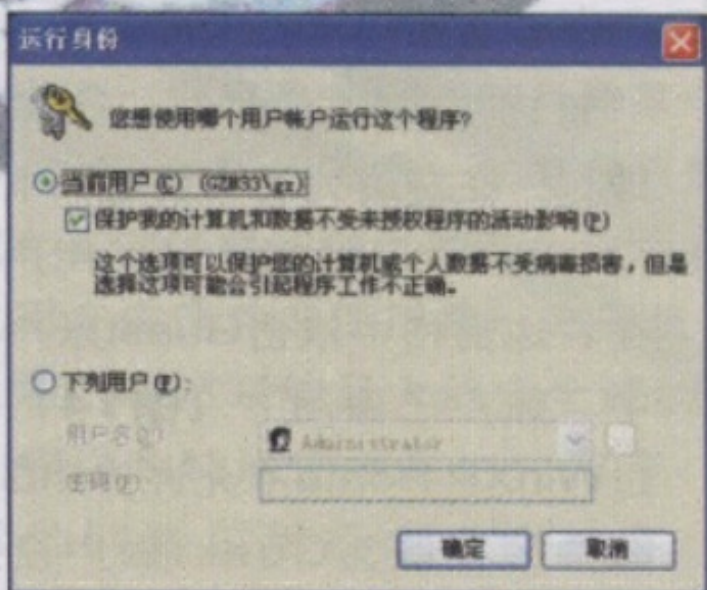 运行身份
您想使用哪个用户帐户运行这个程序?
当前用户(C) (GZM33\gz)
保护我的计算机和数据不受未授权程序的活动影响(P)
这个选项可以保护您的计算机或个人数据不受病毒损害，但是
选择这项可能会引起程序工作不正确。
下列用户(F):
用户名(U):
Administrator
密码(P):
确定
取消